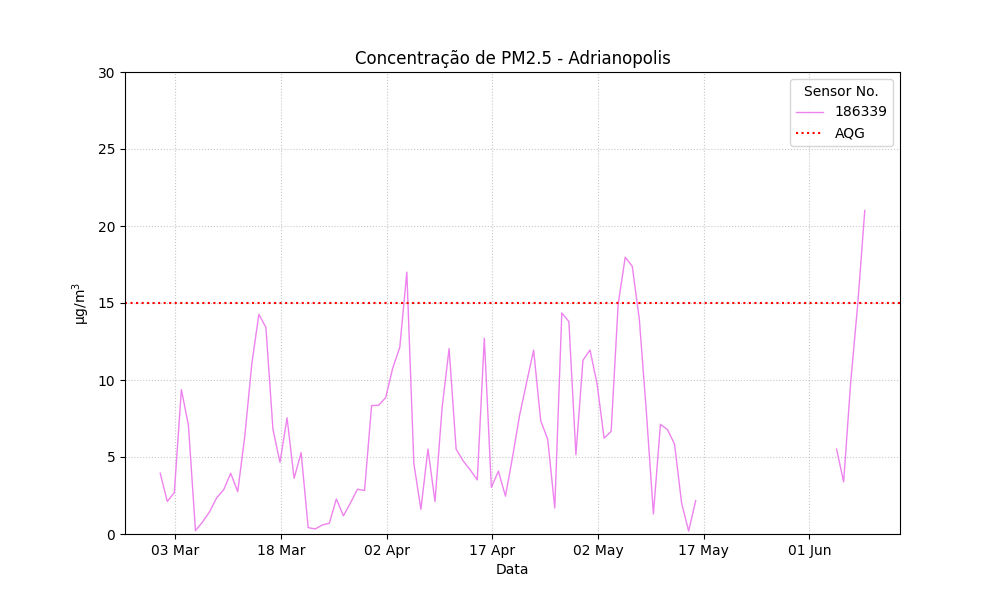 Concentração de PM2.5 - Adrianopolis
30
25
20
15
10
5
0
µg/m³
Sensor No.
186339
AQG
03 Mar
18 Mar
02 Apr
17 Apr
02 May
17 May
01 Jun
Data